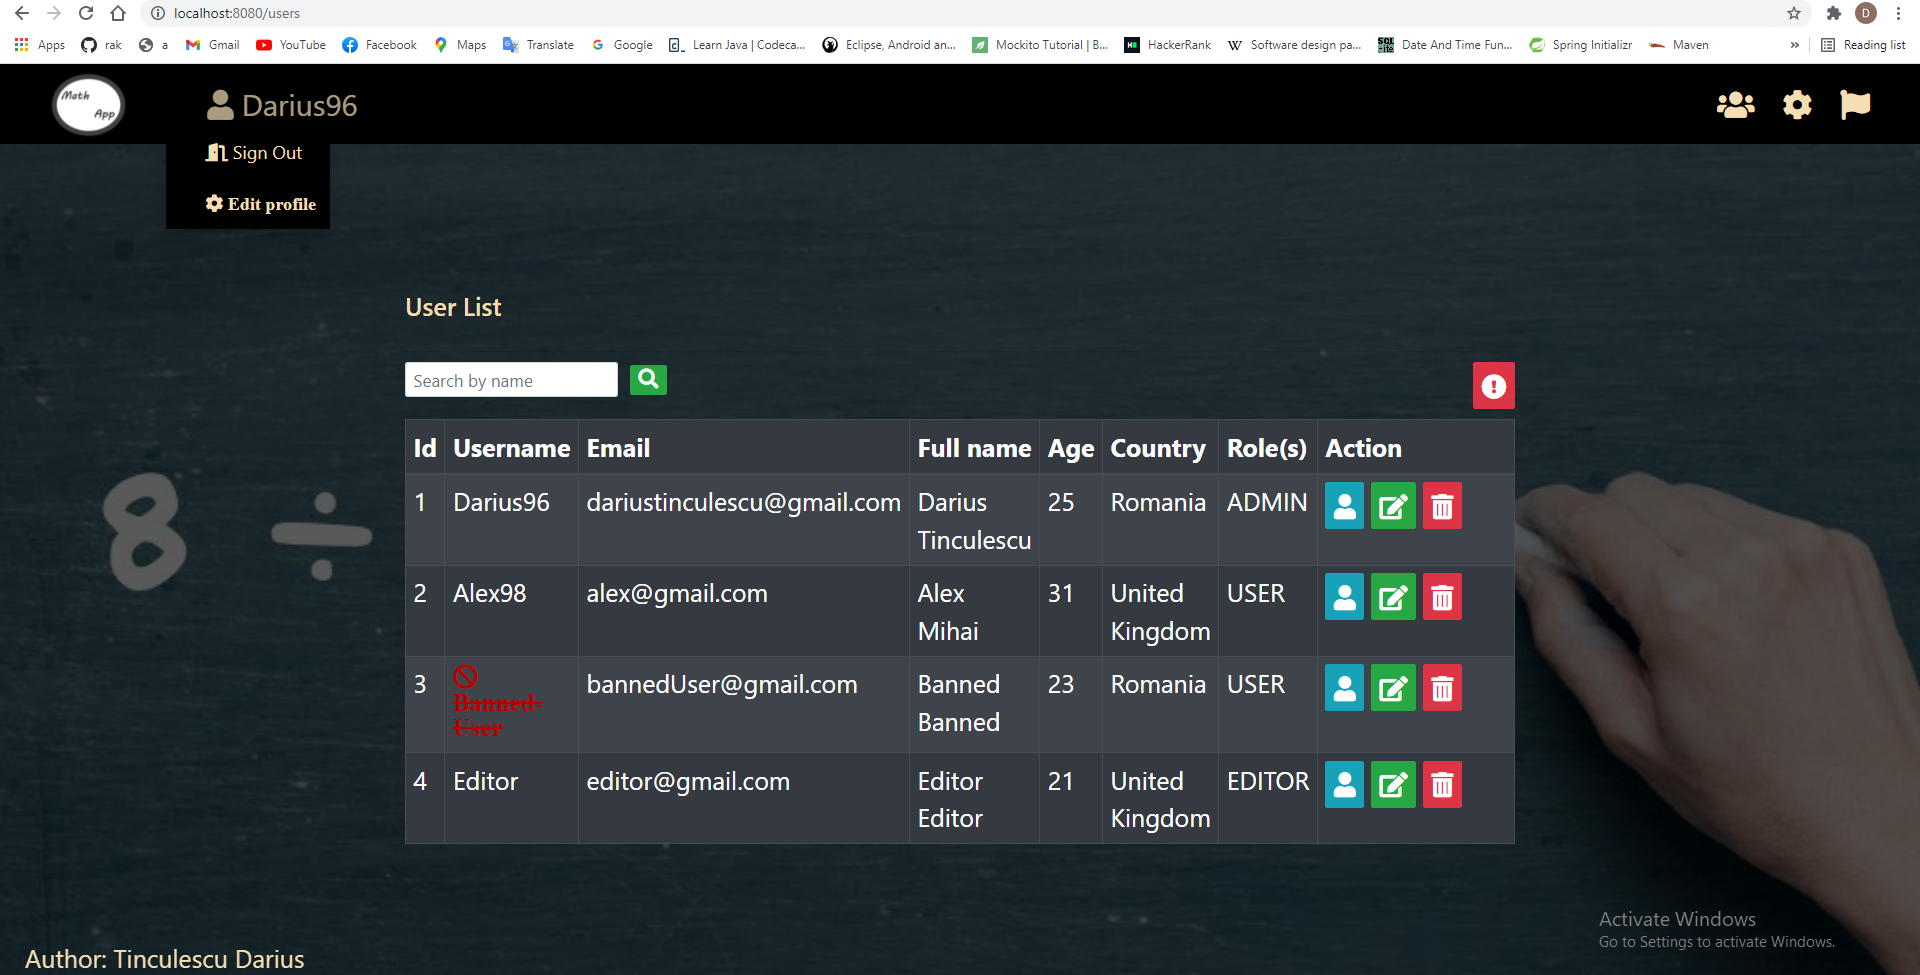 localhost:8080/users
D
Apps
rak
a
Gmail
YouTube
Facebook
Maps
Translate
Google
Learn Java | Codeca...
Eclipse, Android an...
Mockito Tutorial | B...
HackerRank
Software design pa...
Date And Time Fun...
Spring Initializr
Maven
»
Reading list
Math
App
Darius96
Sign Out
Edit profile
User List
Search by name
Id Username Email Full name Age Country Role(s) Action
1 Darius96 dariustinculescu@gmail.com Darius 25 Romania ADMIN
Tinculescu
2 Alex98 alex@gmail.com Alex 31 United USER
Mihai Kingdom
3 Banned- bannedUser@gmail.com Banned 23 Romania USER
User Banned
4 Editor editor@gmail.com Editor 21 United EDITOR
Editor Kingdom
8 ÷
Activate Windows
Go to Settings to activate Windows.
Author: Tinculescu Darius